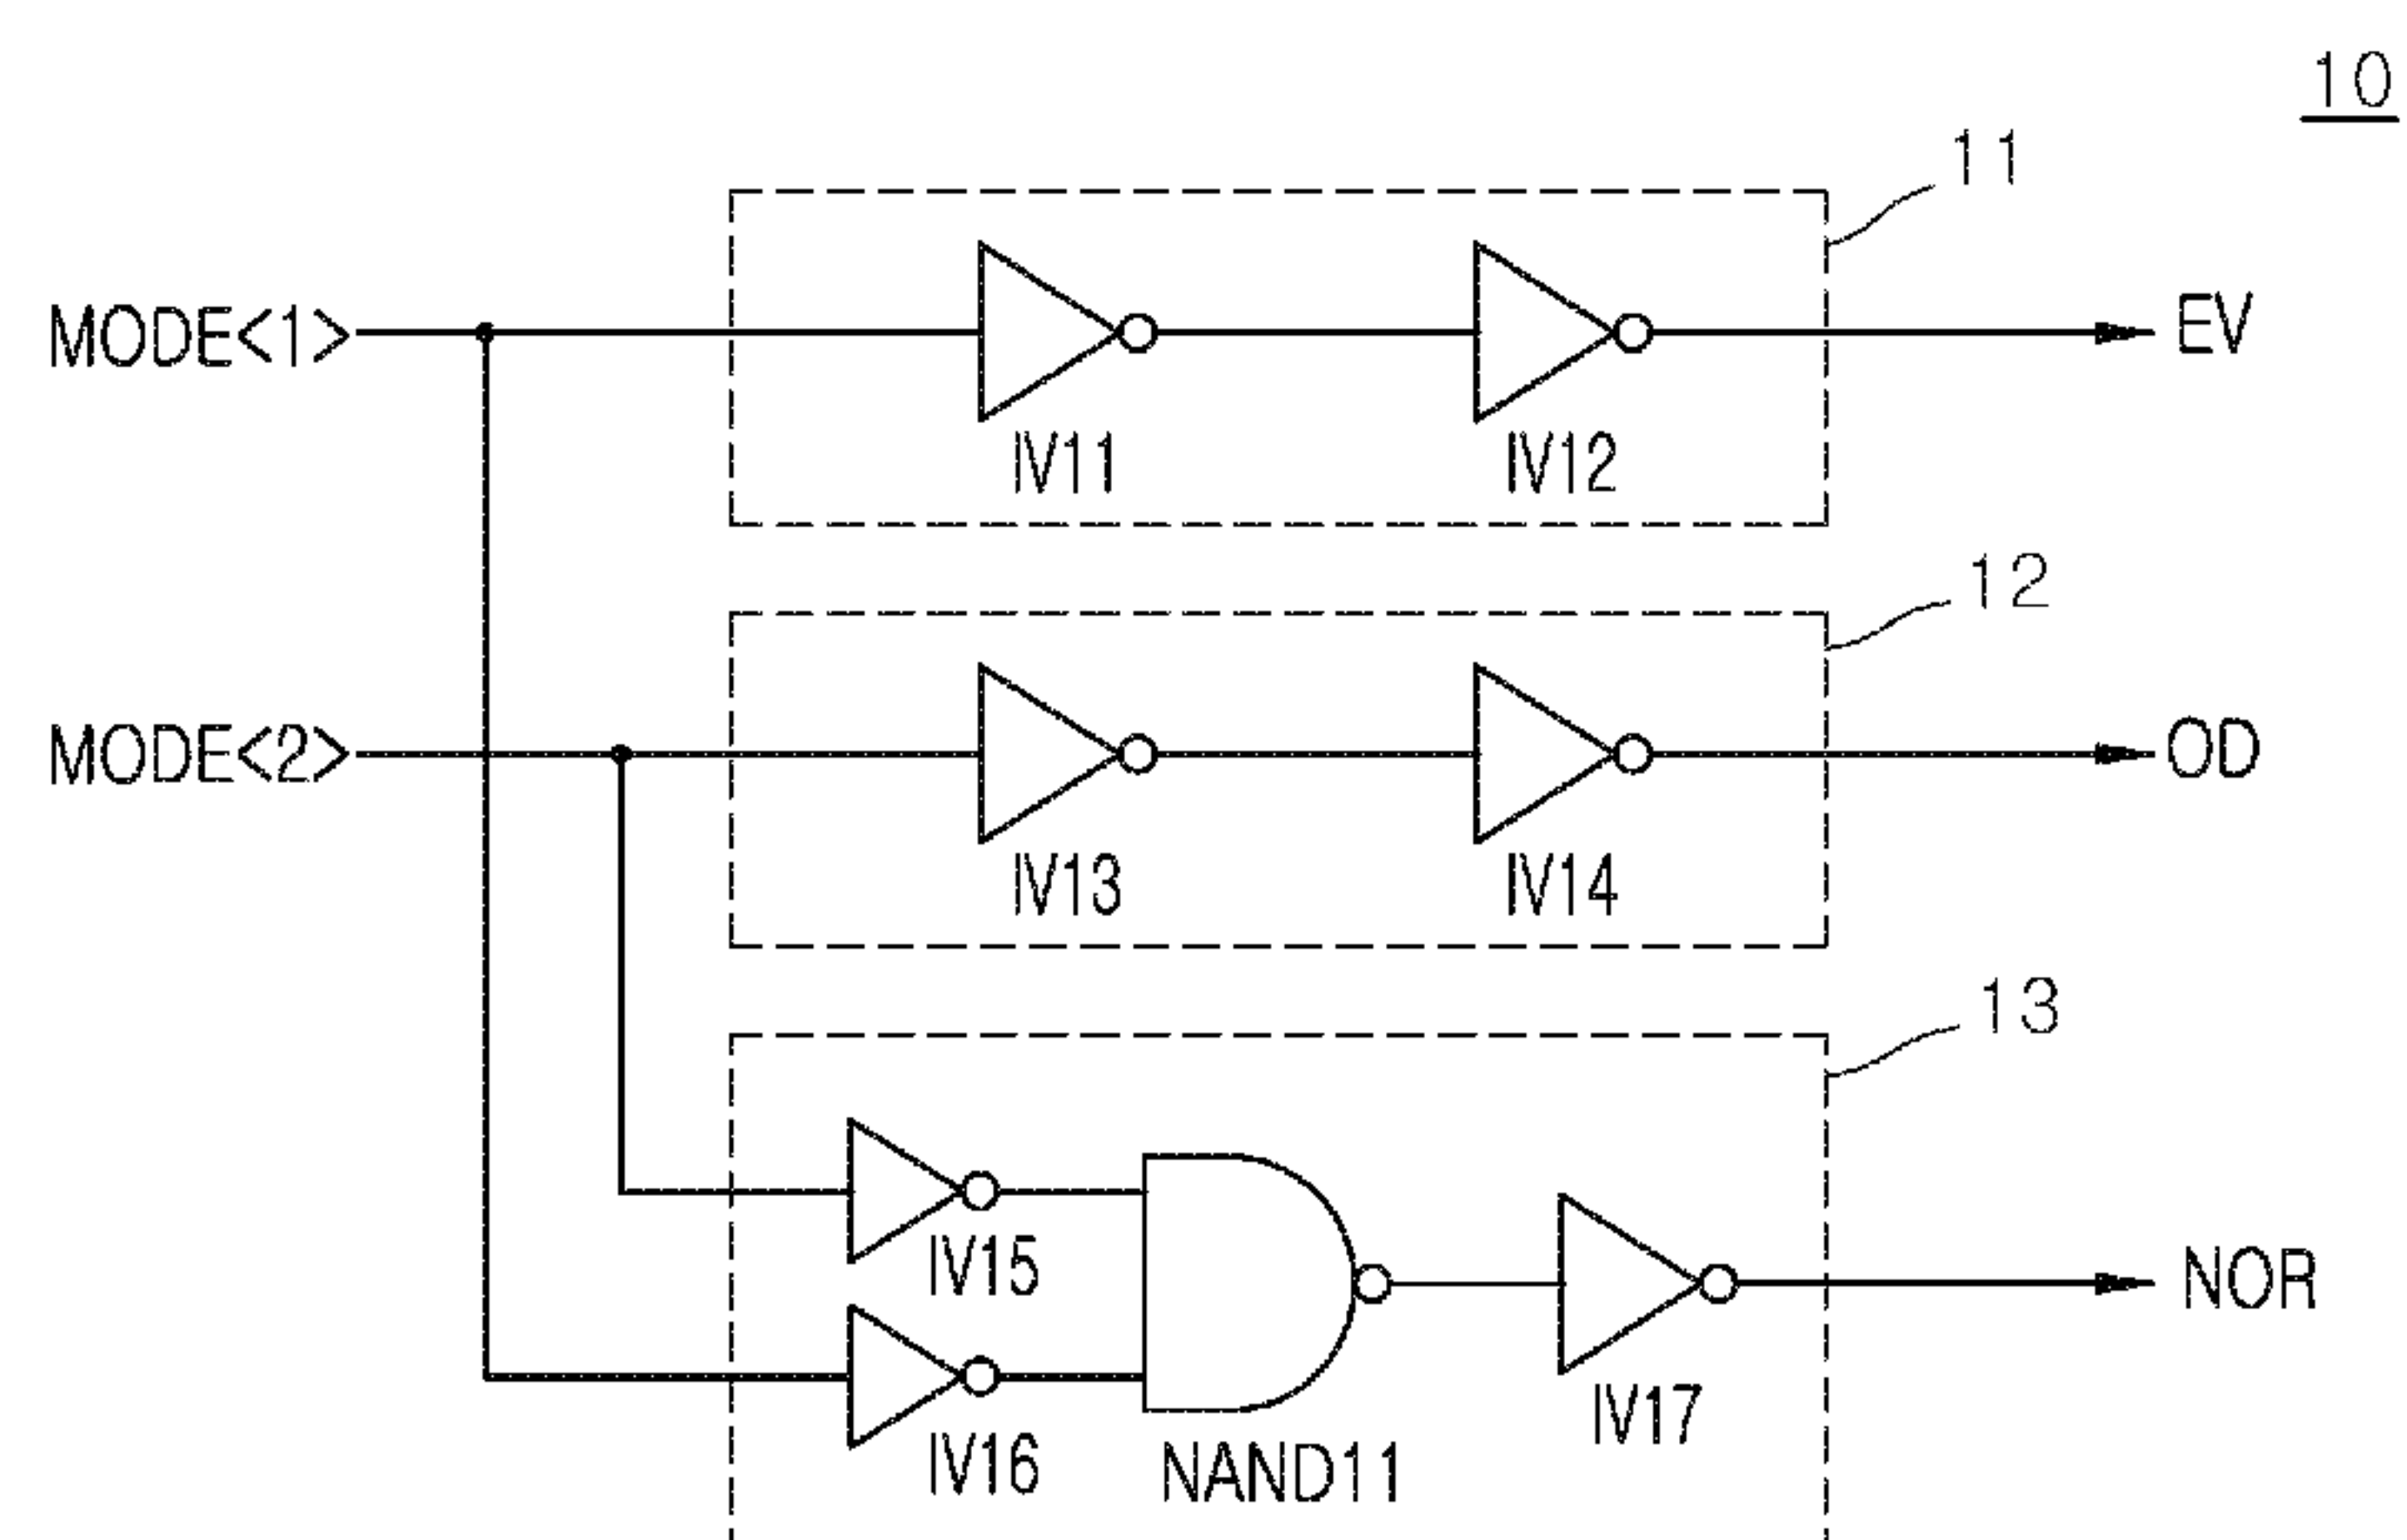 10
11
MODE<1>
EV
IV11
IV12
12
MODE<2>
OD
IV13
IV14
13
IV15
NOR
IV16
NAND11
IV17